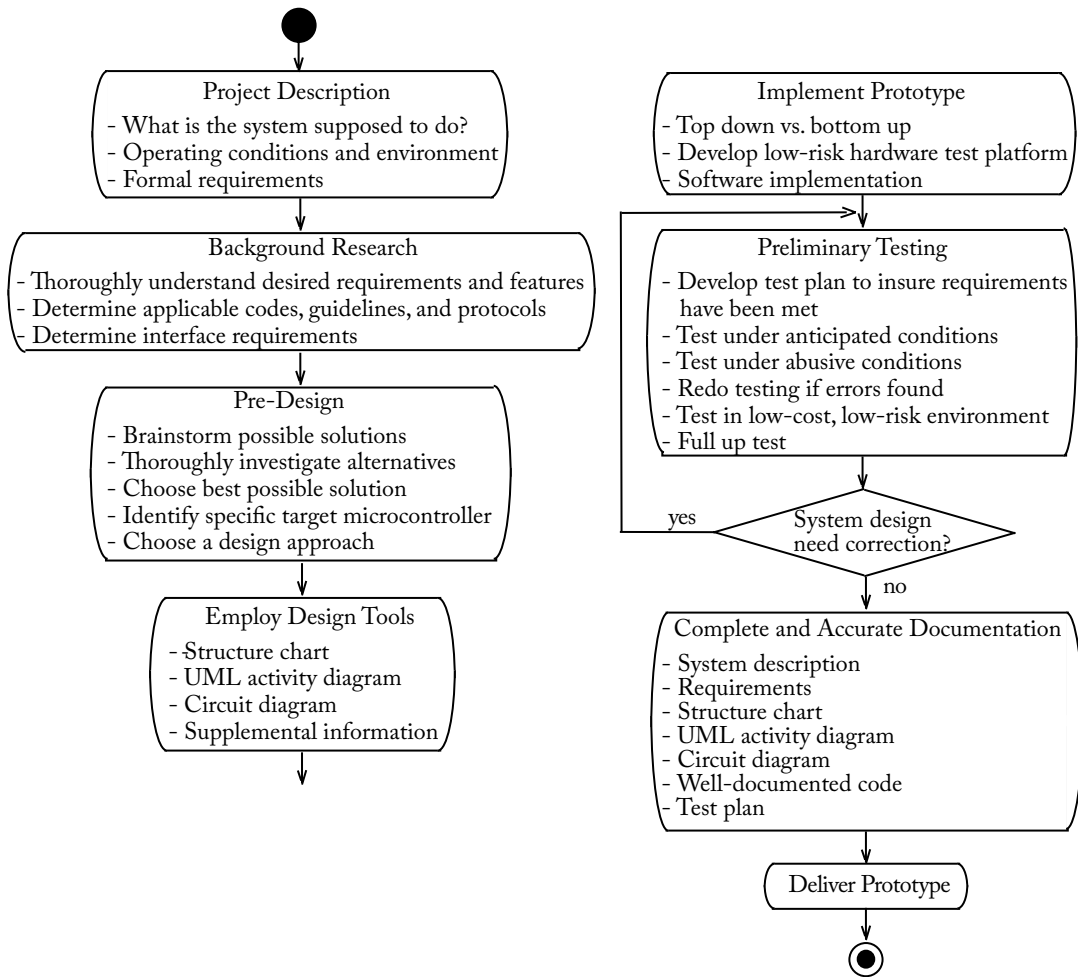 Project Description
- What is the system supposed to do?
- Operating conditions and environment
- Formal requirements
Background Research
- Thoroughly understand desired requirements and features
- Determine applicable codes, guidelines, and protocols
- Determine interface requirements
Pre-Design
- Brainstorm possible solutions
- Thoroughly investigate alternatives
- Choose best possible solution
- Identify specific target microcontroller
- Choose a design approach
Employ Design Tools
- -Structure chart
- UML activity diagram
- Circuit diagram
- Supplemental information
Implement Prototype
- Top down vs. bottom up
- Develop low-risk hardware test platform
- Software implementation
Preliminary Testing
- Develop test plan to insure requirements
have been met
- Test under anticipated conditions
- Test under abusive conditions
- Redo testing if errors found
- Test in low-cost, low-risk environment
- Full up test
yes
System design
need correction?
no
Complete and Accurate Documentation
- System description
- Requirements
- Structure chart
- UML activity diagram
- Circuit diagram
- Well-documented code
- Test plan
Deliver Prototype